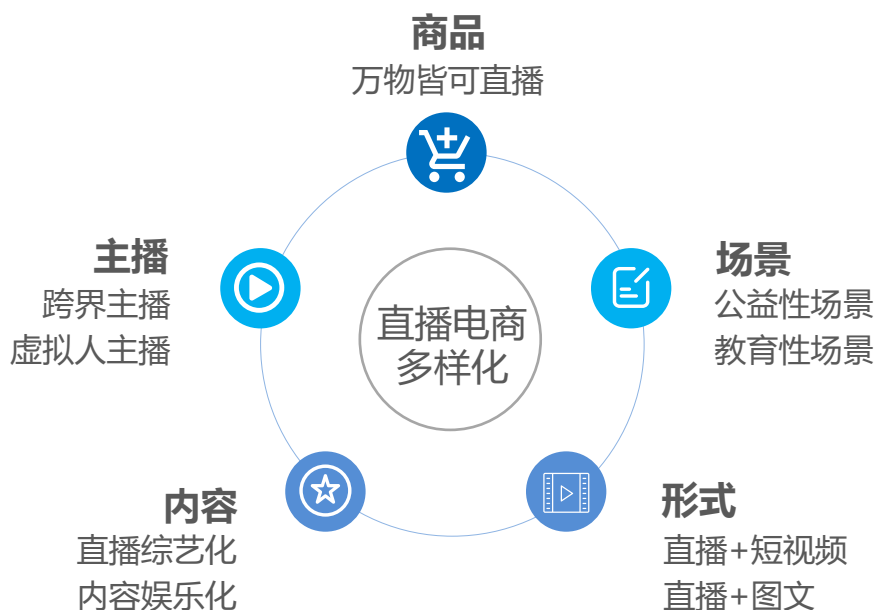 商品
万物皆可直播
主播
跨界主播
虚拟人主播
场景
公益性场景
教育性场景
直播电商
多样化
内容
直播综艺化
内容娱乐化
形式
直播+短视频
直播+图文